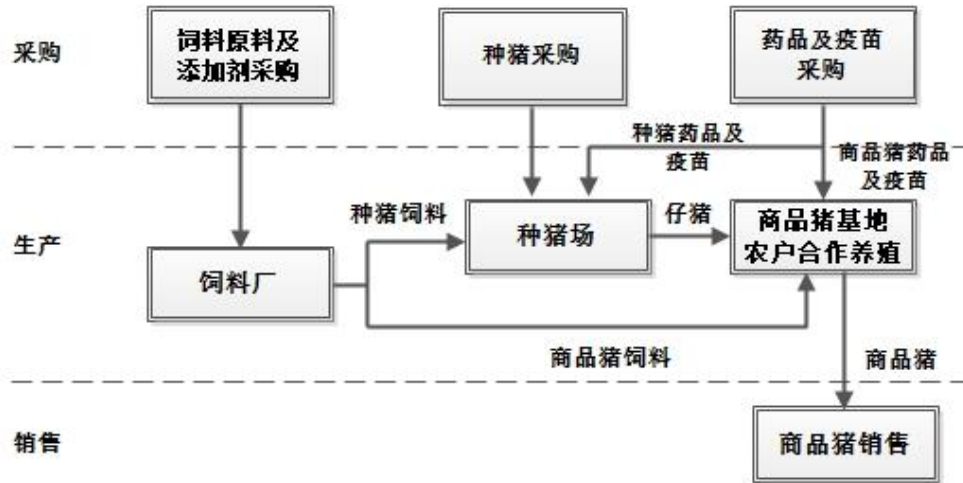 采购
饲料原料及
添加剂采购
种猪采购
药品及疫苗
采购
种猪药品及
疫苗
商品猪药品
及疫苗
生产
饲料厂
种猪饲料
种猪场
仔猪
商品猪基地
农户合作养殖
商品猪饲料
商品猪
销售
商品猪销售